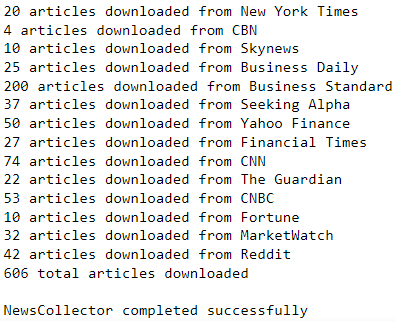 20 articles downloaded from New York Times
4 articles downloaded from CBN
10 articles downloaded from Skynews
25 articles downloaded from Business Daily
200 articles downloaded from Business Standard
37 articles downloaded from Seeking Alpha
50 articles downloaded from Yahoo Finance
27 articles downloaded from Financial Times
74 articles downloaded from CNN
22 articles downloaded from The Guardian
53 articles downloaded from CNBC
10 articles downloaded from Fortune
32 articles downloaded from MarketWatch
42 articles downloaded from Reddit
606 total articles downloaded
NewsCollector completed successfully